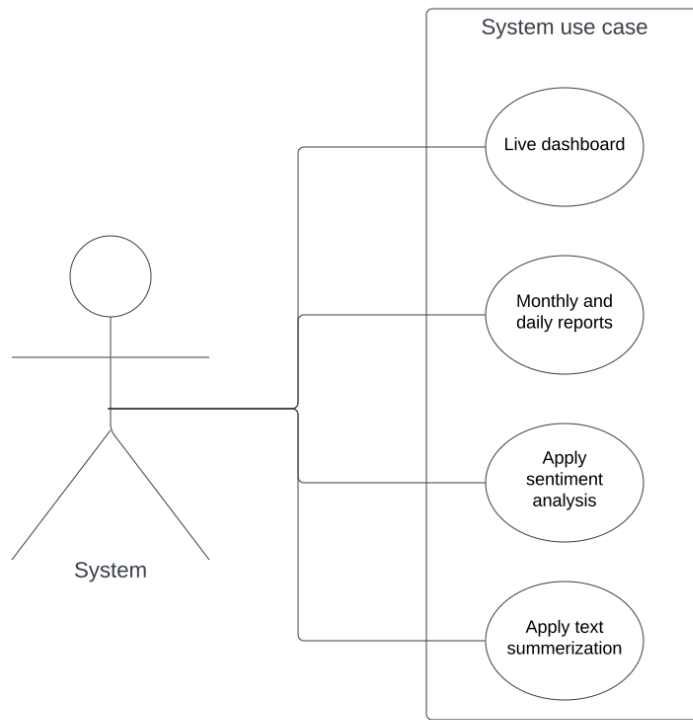 System use case
Live dashboard
Monthly and
daily reports
Apply
sentiment
analysis
System
Apply text
summerization